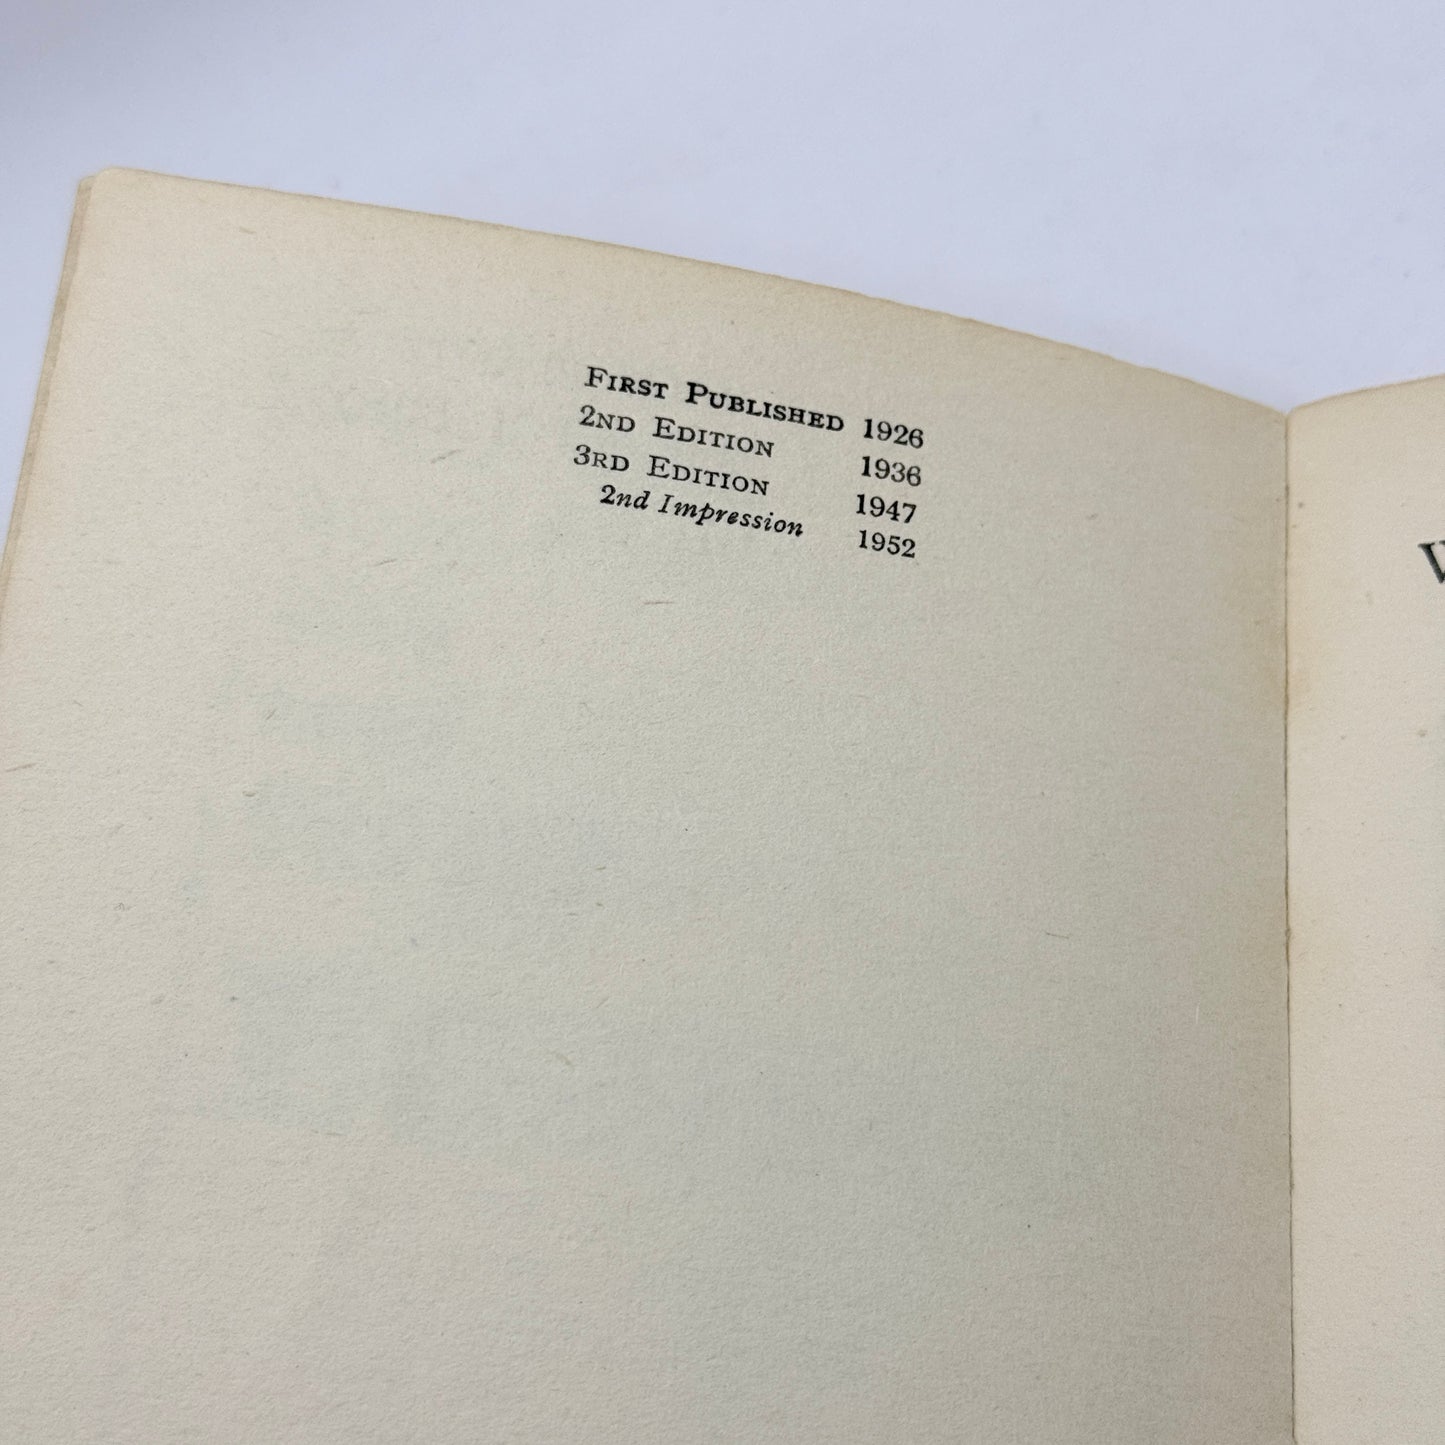 First Published 1926
2nd Edition 1936
3rd Edition 1947
2nd Impression 1952